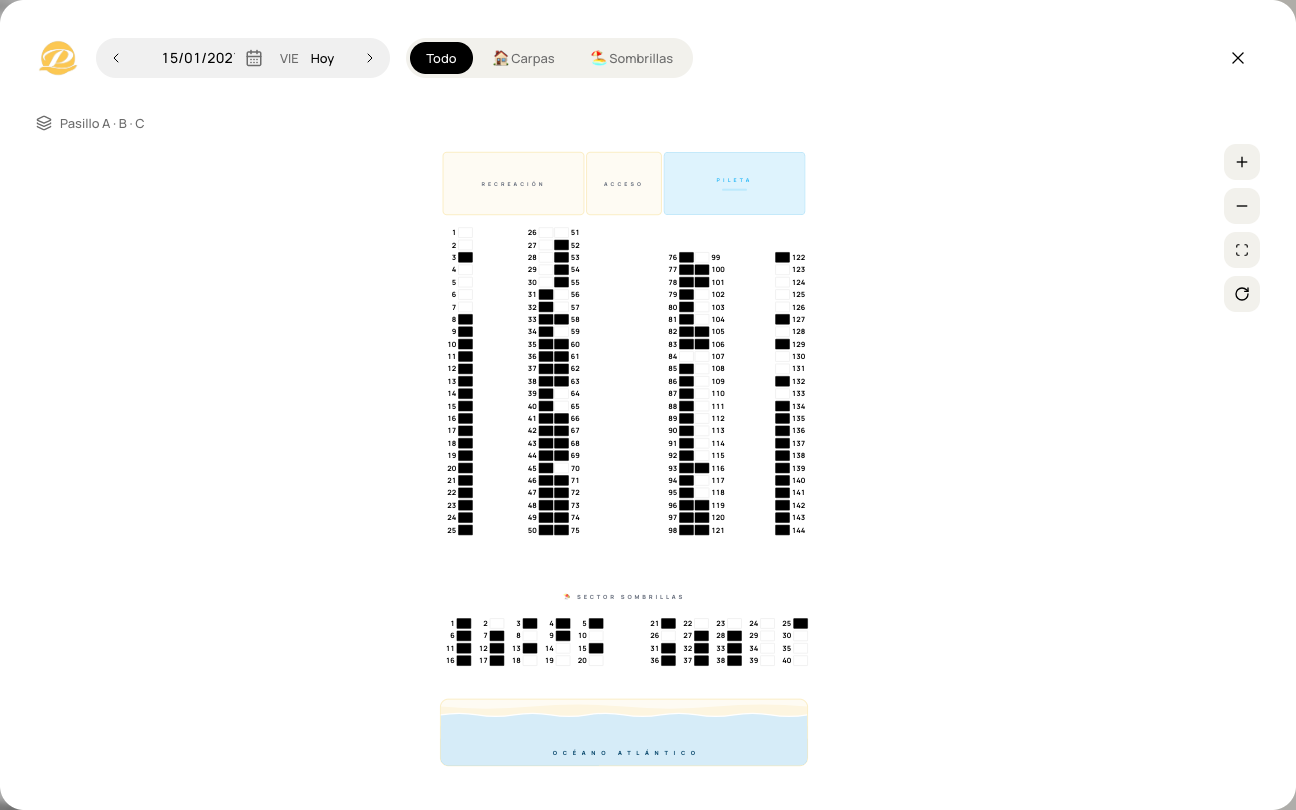 15/01/202
VIE
Hoy
Todo
Carpas
Sombrillas
Pasillo A · B · C
RECREACIÓN
ACCESO
PILETA
1 26 51
2 27 52
3 28 53 76 99 122
4 29 54 77 100 123
5 30 55 78 101 124
6 31 56 79 102 125
7 32 57 80 103 126
8 33 58 81 104 127
9 34 59 82 105 128
10 35 60 83 106 129
11 36 61 84 107 130
12 37 62 85 108 131
13 38 63 86 109 132
14 39 64 87 110 133
15 40 65 88 111 134
16 41 66 89 112 135
17 42 67 90 113 136
18 43 68 91 114 137
19 44 69 92 115 138
20 45 70 93 116 139
21 46 71 94 117 140
22 47 72 95 118 141
23 48 73 96 119 142
24 49 74 97 120 143
25 50 75 98 121 144
SECTOR SOMBRILLAS
1 2 3 4 5 21 22 23 24 25
6 7 8 9 10 26 27 28 29 30
11 12 13 14 15 31 32 33 34 35
16 17 18 19 20 36 37 38 39 40
OCÉANO ATLÁNTICO